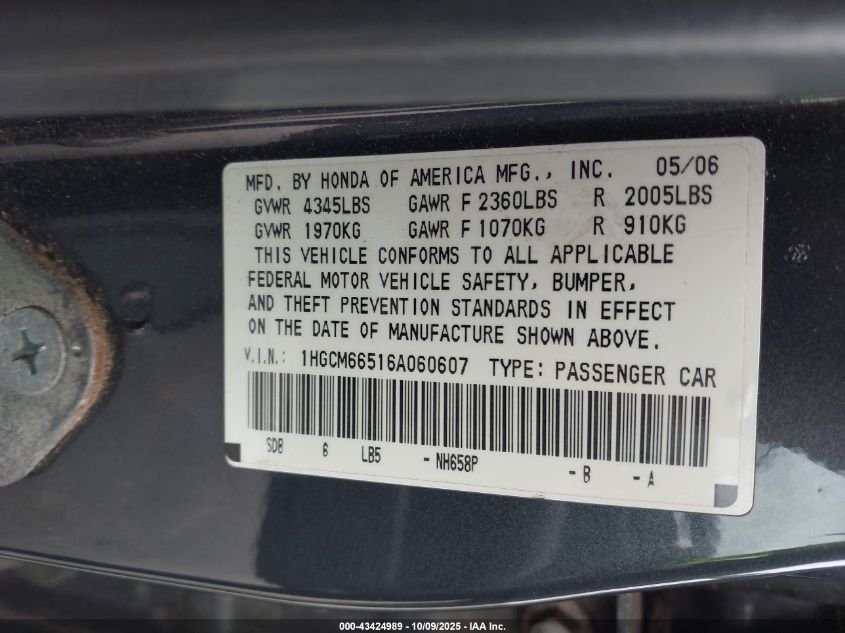 MFD. BY HONDA OF AMERICA MFG., INC. 05/06
GVWR 4345LBS GAWR F 2360LBS R 2005LBS
GVWR 1970KG GAWR F 1070KG R 910KG
THIS VEHICLE CONFORMS TO ALL APPLICABLE
FEDERAL MOTOR VEHICLE SAFETY, BUMPER,
AND THEFT PREVENTION STANDARDS IN EFFECT
ON THE DATE OF MANUFACTURE SHOWN ABOVE.
V.I.N.: 1HGCM66516A060607 TYPE: PASSENGER CAR
SDB 6 LB5 - NH658P - B - A
000-43424989 - 10/09/2025 - IAA Inc.